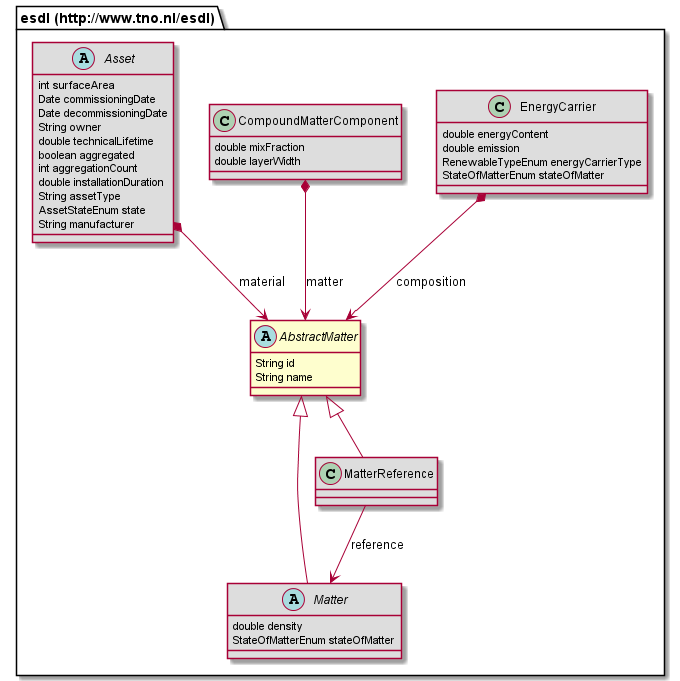 esdl (http://www.tno.nl/esdl)
A Asset
int surfaceArea
Date commissioningDate
Date decommissioningDate
String owner
double technicalLifetime
boolean aggregated
int aggregationCount
double installationDuration
String assetType
AssetStateEnum state
String manufacturer
C CompoundMatterComponent
double mixFraction
double layerWidth
C EnergyCarrier
double energyContent
double emission
RenewableTypeEnum energyCarrierType
StateOfMatterEnum stateOfMatter
material
matter
composition
A AbstractMatter
String id
String name
C MatterReference
reference
A Matter
double density
StateOfMatterEnum stateOfMatter